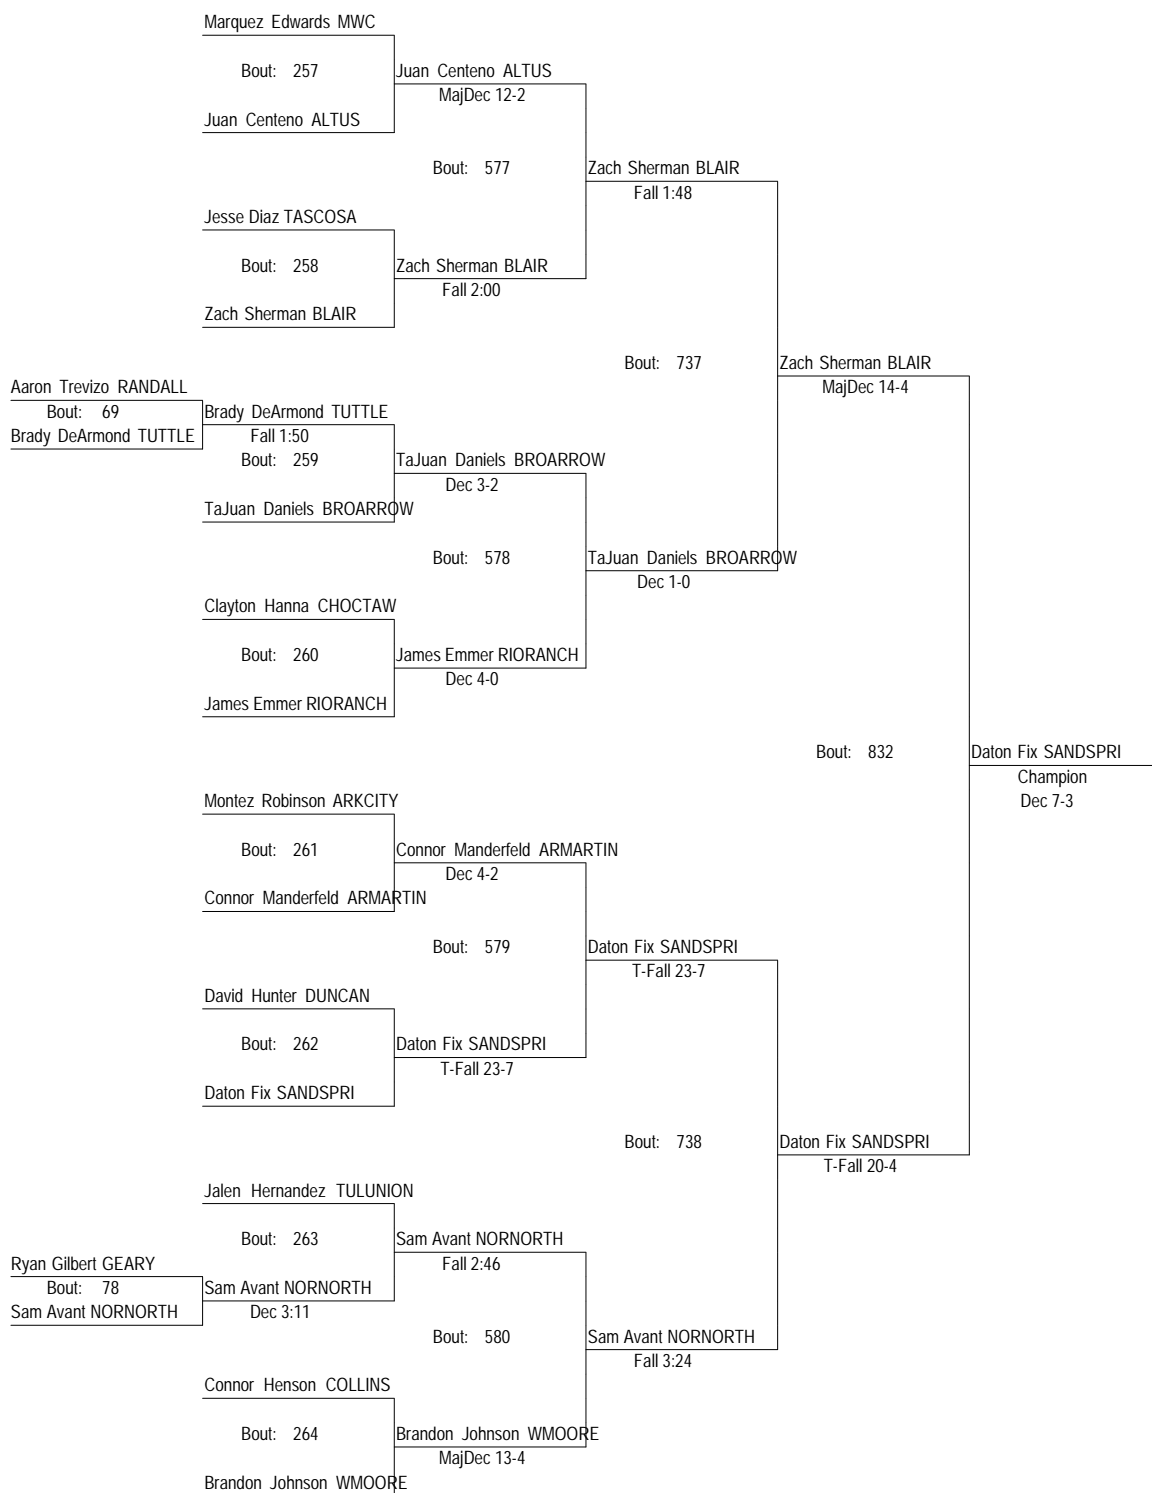 Marquez Edwards MWC
Bout: 257
Juan Centeno ALTUS
MajDec 12-2
Juan Centeno ALTUS
Bout: 577
Zach Sherman BLAIR
Fall 1:48
Jesse Diaz TASCOSA
Bout: 258
Zach Sherman BLAIR
Fall 2:00
Zach Sherman BLAIR
Bout: 737
Zach Sherman BLAIR
MajDec 14-4
Aaron Trevizo RANDALL
Bout: 69
Brady DeArmond TUTTLE
Brady DeArmond TUTTLE
Fall 1:50
Bout: 259
TaJuan Daniels BROARROW
Dec 3-2
TaJuan Daniels BROARROW
Bout: 578
TaJuan Daniels BROARROW
Dec 1-0
Clayton Hanna CHOCTAW
Bout: 260
James Emmer RIORANCH
Dec 4-0
James Emmer RIORANCH
Bout: 832
Daton Fix SANDSPRI
Champion
Dec 7-3
Montez Robinson ARKCITY
Bout: 261
Connor Manderfeld ARMARTIN
Dec 4-2
Connor Manderfeld ARMARTIN
Bout: 579
Daton Fix SANDSPRI
T-Fall 23-7
David Hunter DUNCAN
Bout: 262
Daton Fix SANDSPRI
T-Fall 23-7
Daton Fix SANDSPRI
Bout: 738
Daton Fix SANDSPRI
T-Fall 20-4
Jalen Hernandez TULUNION
Bout: 263
Sam Avant NORNORTH
Fall 2:46
Ryan Gilbert GEARY
Bout: 78
Sam Avant NORNORTH
Sam Avant NORNORTH
Dec 3:11
Bout: 580
Sam Avant NORNORTH
Fall 3:24
Connor Henson COLLINS
Bout: 264
Brandon Johnson WMOORE
MajDec 13-4
Brandon Johnson WMOORE